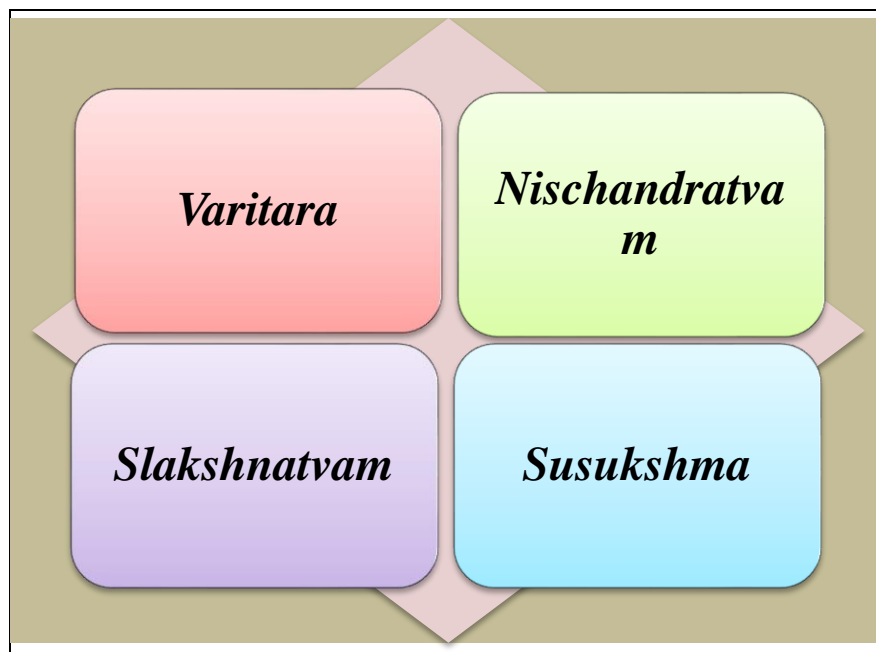 Varitara
Nischandratva
m
Slakshnatvam
Susukshma